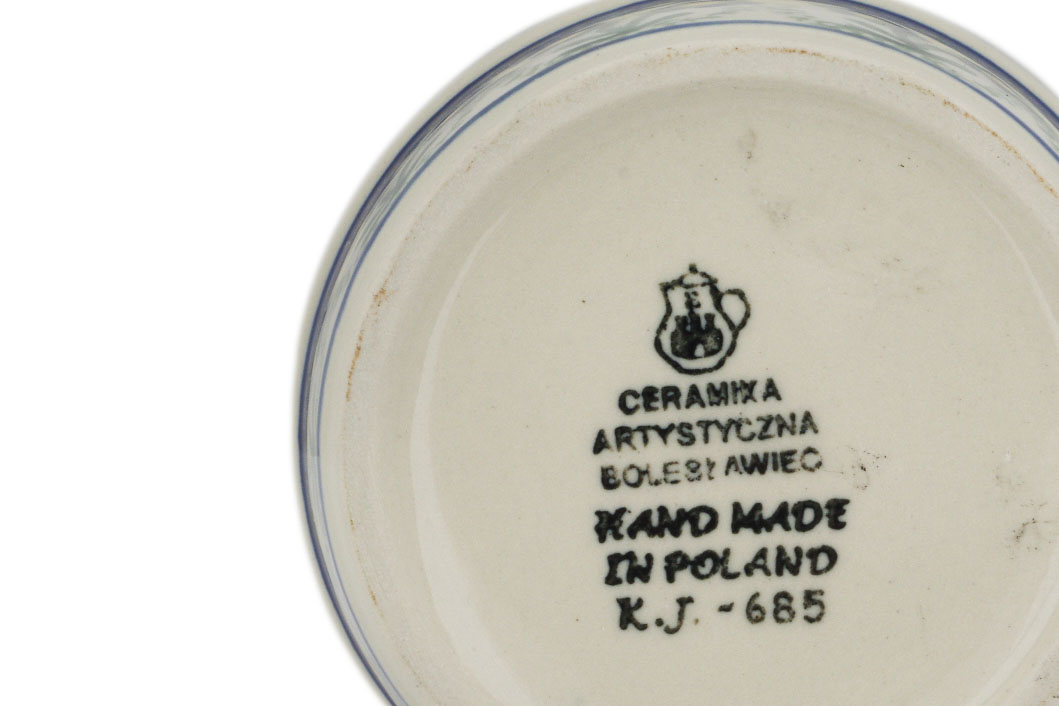 CERAMIKA
ARTYSTYCZNA
BOLESŁAWIEC
HAND MADE
IN POLAND
K.J. - 685